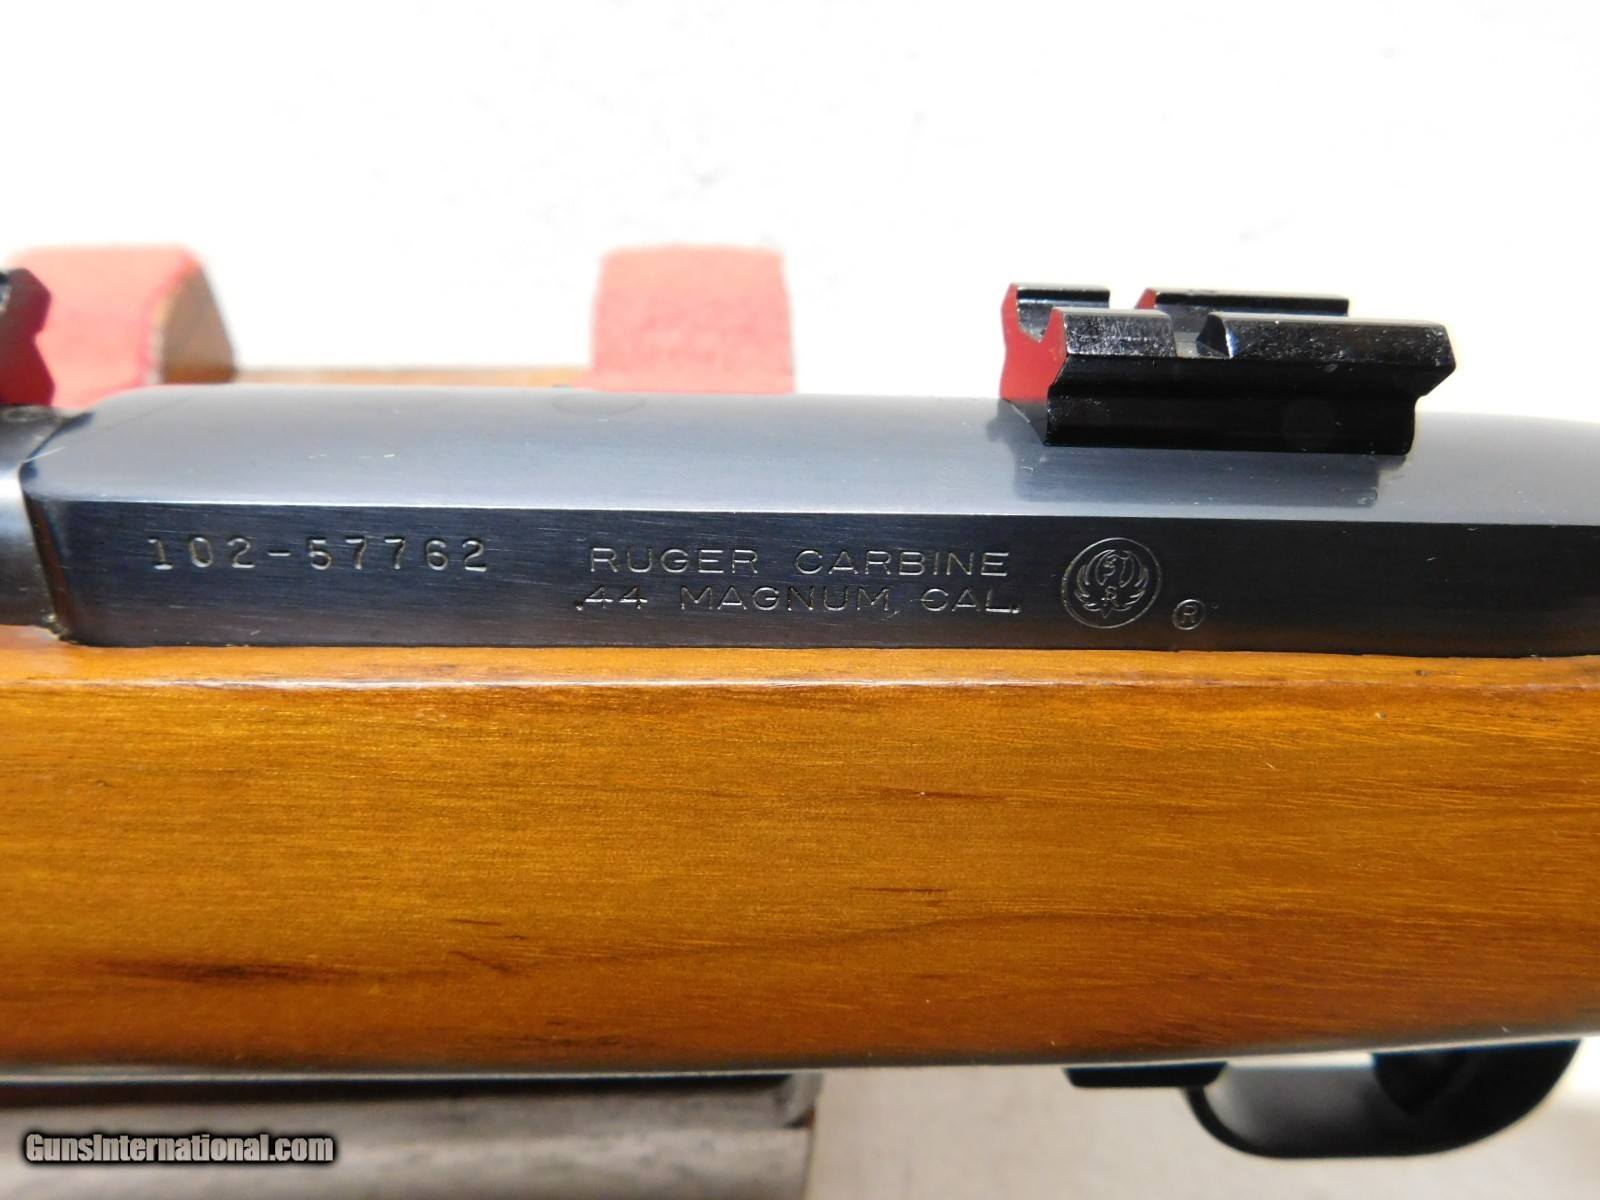 102-57762
RUGER CARBINE
.44 MAGNUM, CAL.
®
GunsInternational.com